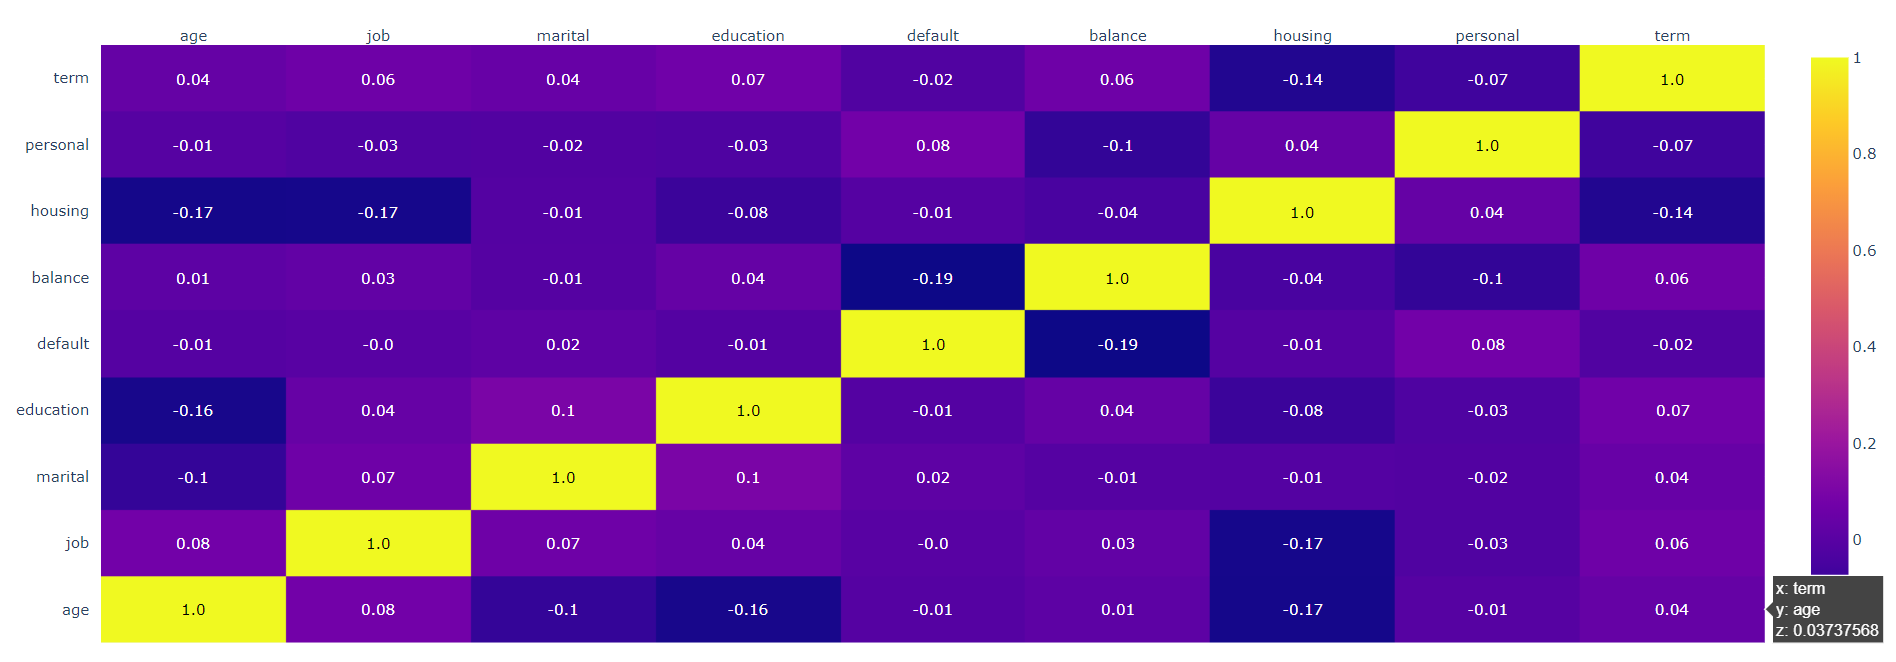 age job marital education default balance housing personal term
term 0.04 0.06 0.04 0.07 -0.02 0.06 -0.14 -0.07 1.0
personal -0.01 -0.03 -0.02 -0.03 0.08 -0.1 0.04 1.0 -0.07
housing -0.17 -0.17 -0.01 -0.08 -0.01 -0.04 1.0 0.04 -0.14
balance 0.01 0.03 -0.01 0.04 -0.19 1.0 -0.04 -0.1 0.06
default -0.01 -0.0 0.02 -0.01 1.0 -0.19 -0.01 0.08 -0.02
education -0.16 0.04 0.1 1.0 -0.01 0.04 -0.08 -0.03 0.07
marital -0.1 0.07 1.0 0.1 0.02 -0.01 -0.01 -0.02 0.04
job 0.08 1.0 0.07 0.04 -0.0 0.03 -0.17 -0.03 0.06
age 1.0 0.08 -0.1 -0.16 -0.01 0.01 -0.17 -0.01 0.04
1
0.8
0.6
0.4
0.2
0
x: term
y: age
z: 0.03737568